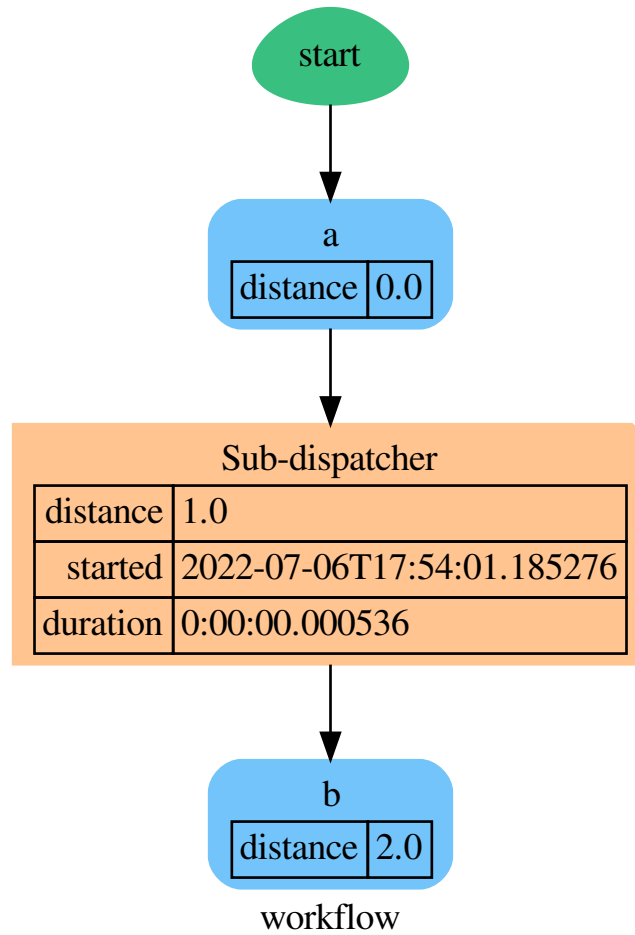 start
a
distance 0.0
Sub-dispatcher
distance 1.0
started 2022-07-06T17:54:01.185276
duration 0:00:00.000536
b
distance 2.0
workflow